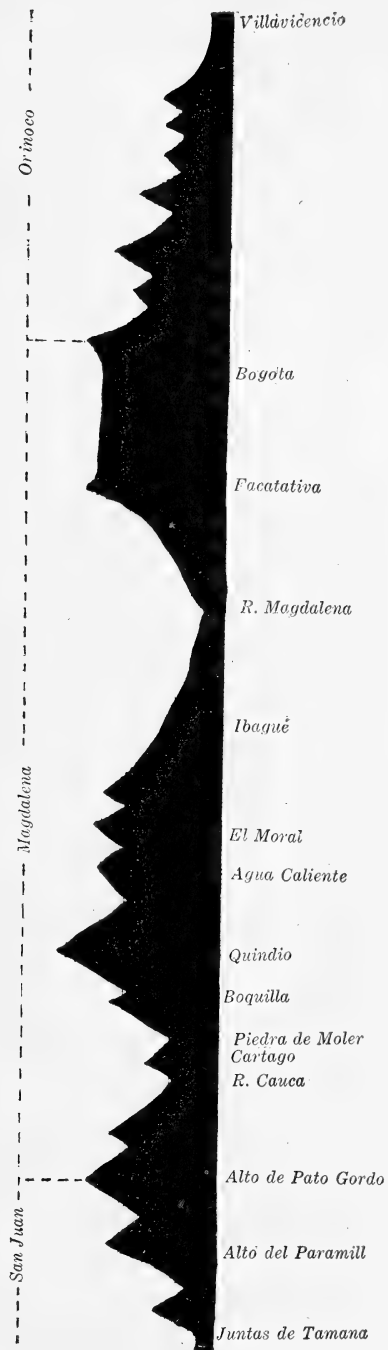 Villavicencio
Orinoco
Bogota
Facatativa
R. Magdalena
Ibagué
Magdalena
El Moral
Agua Caliente
Quindio
Boquilla
Piedra de Moler
Cartago
R. Cauca
Alto de Pato Gordo
San Juan
Alto del Paramill
Juntas de Tamana